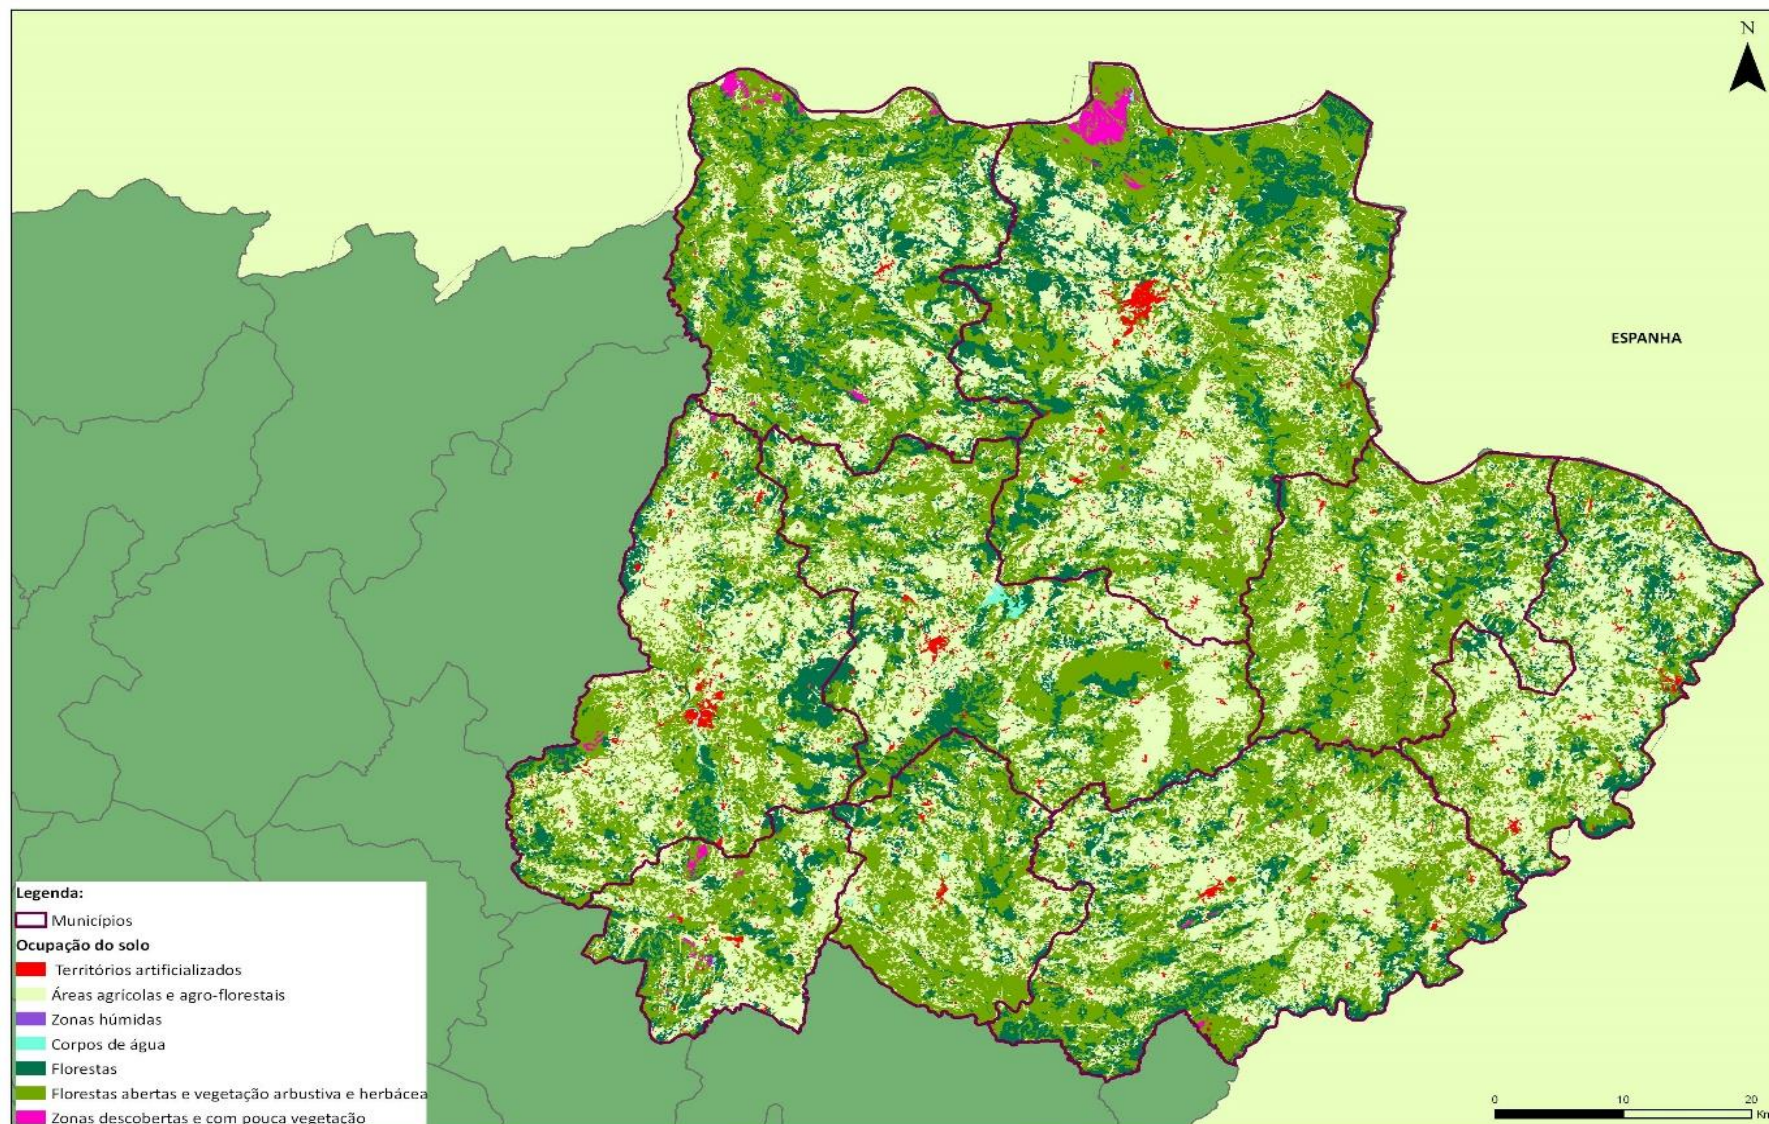 N
ESPANHA
Legenda:
Municípios
Ocupação do solo
Territórios artificializados
Áreas agrícolas e agro-florestais
Zonas húmidas
Corpos de água
Florestas
Florestas abertas e vegetação arbustiva e herbácea
Zonas descobertas e com pouca vegetação
0 10 20
Km